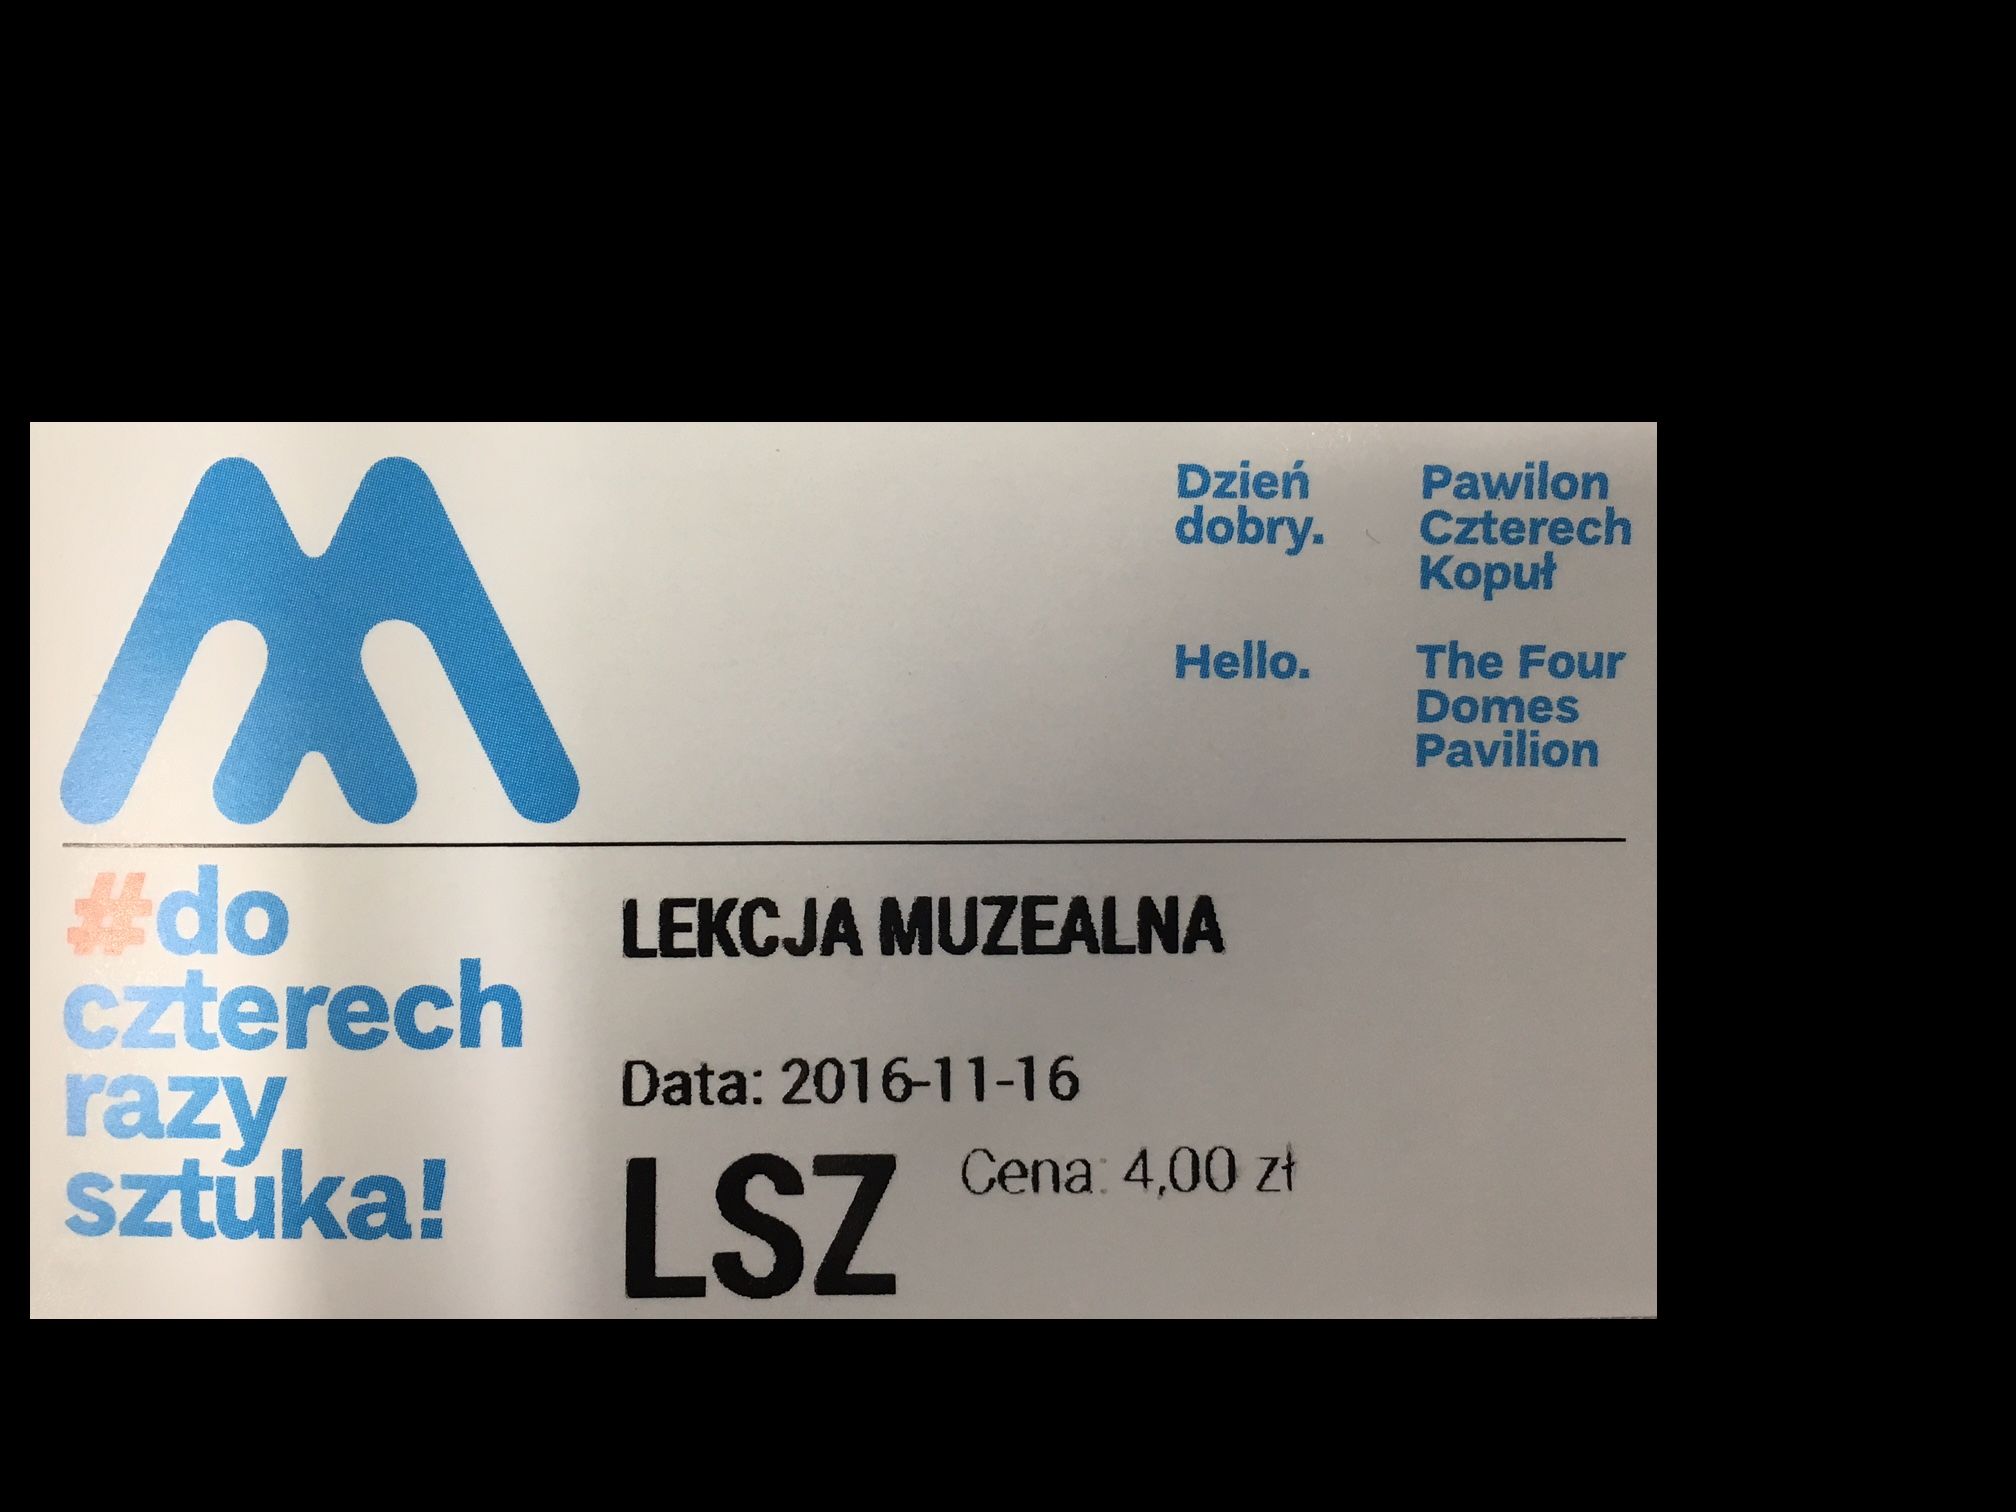 Dzień
dobry.
Pawilon
Czterech
Kopuł
Hello.
The Four
Domes
Pavilion
#do
czterech
razy
sztuka!
LEKCJA MUZEALNA
Data: 2016-11-16
LSZ
Cena: 4,00 zł